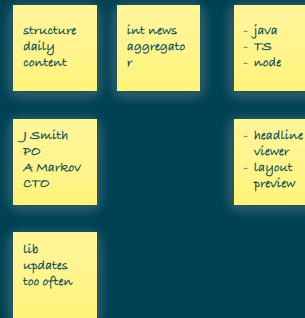 structure
daily
content
int news
aggregato
r
- java
- TS
- node
J Smith
PO
A Markov
CTO
- headline
viewer
- layout
preview
lib
updates
too often